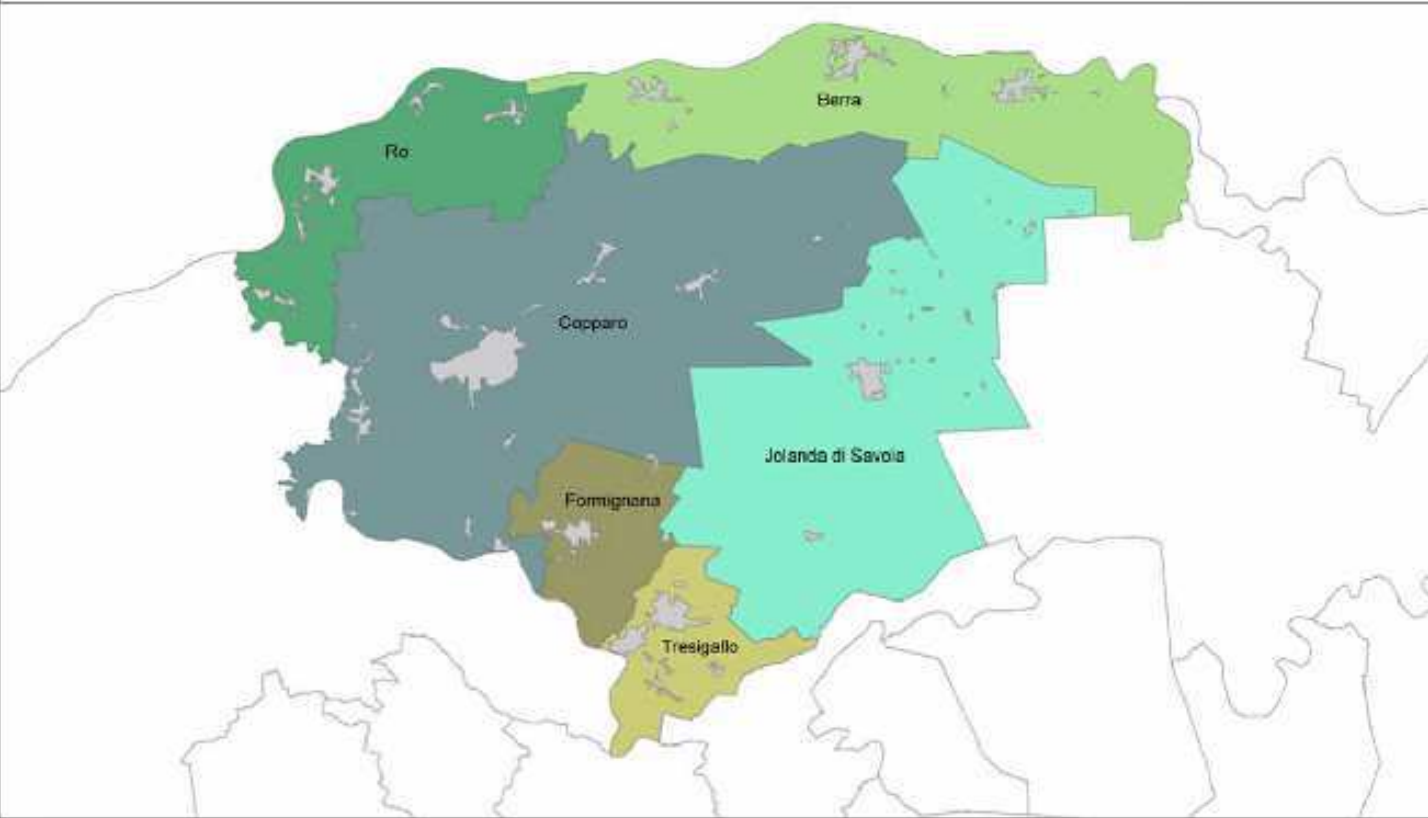 Berra
Ro
Copparo
Jolanda di Savoia
Formignana
Tresigallo